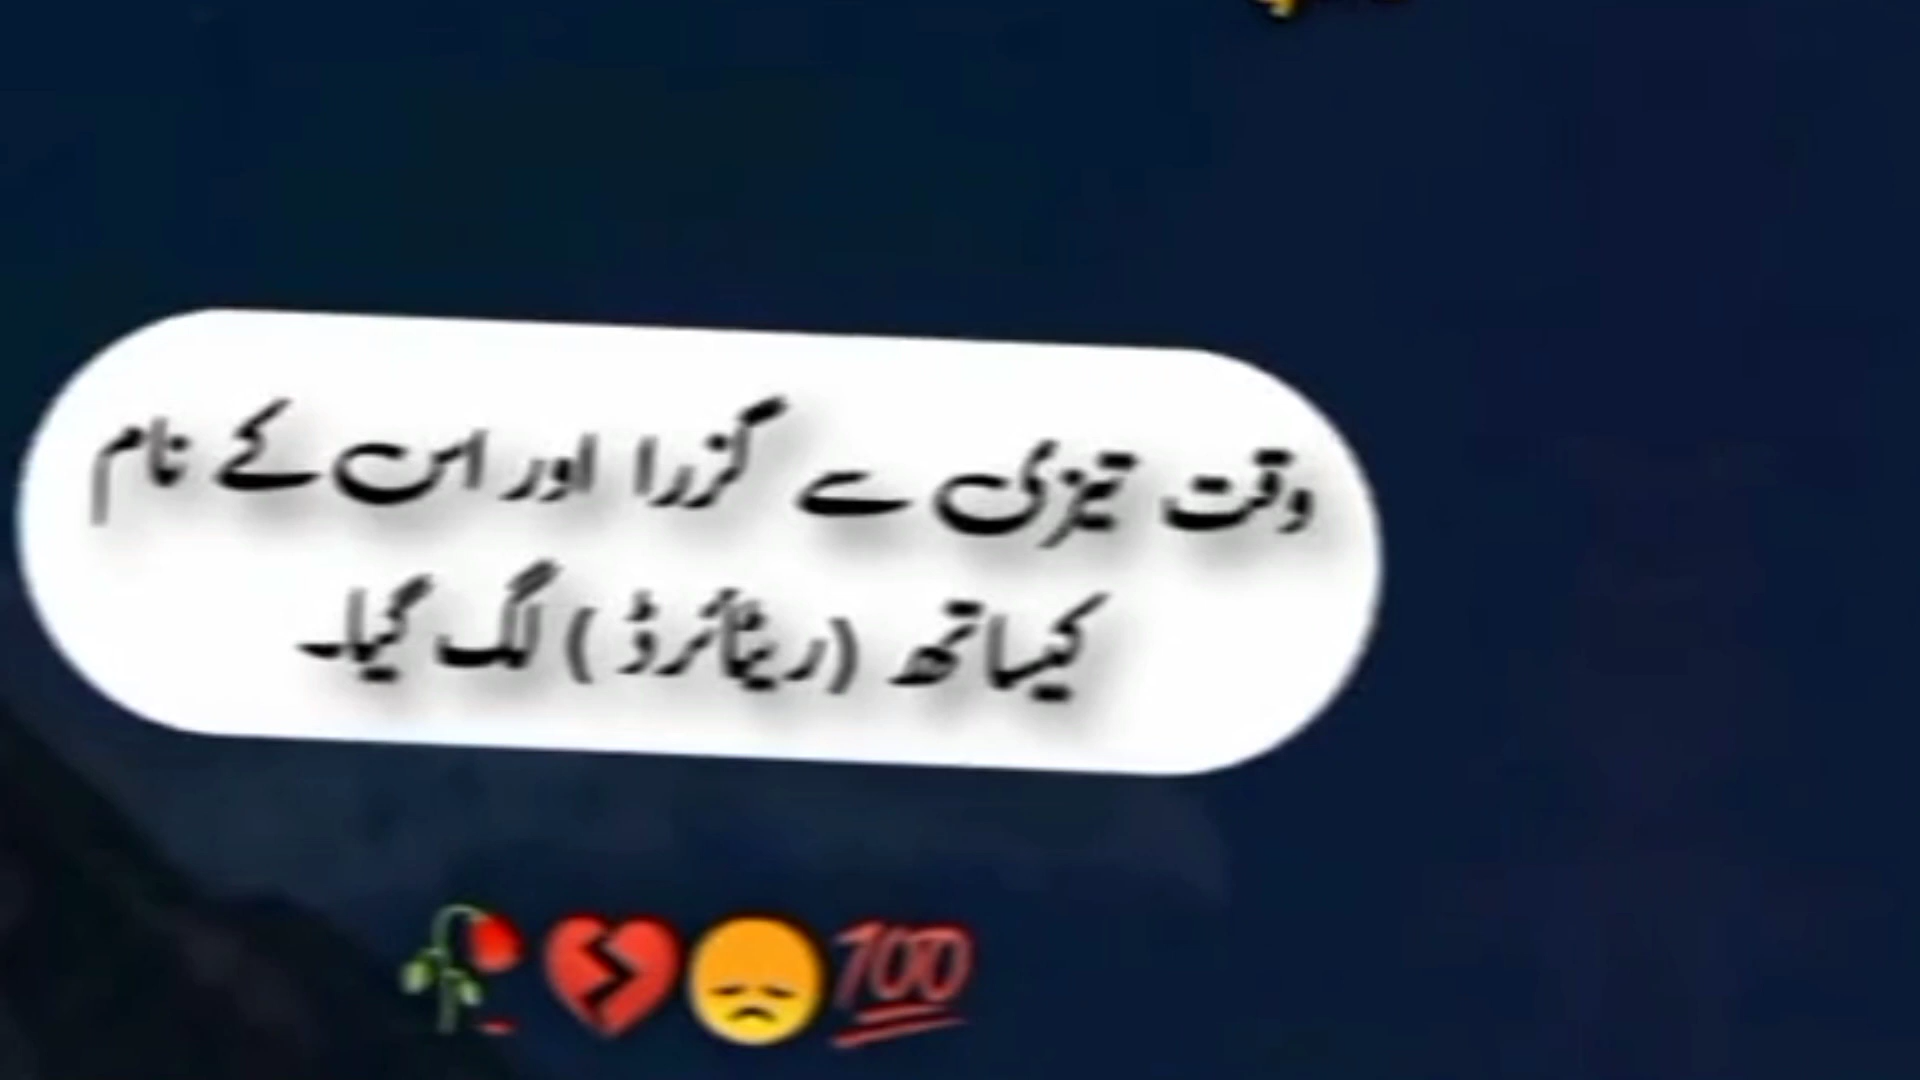 وقت تیزی سے گزرا اور اس کے نام
کیساتھ (ریٹائرڈ) لگ گیا۔
🥀💔😞💯